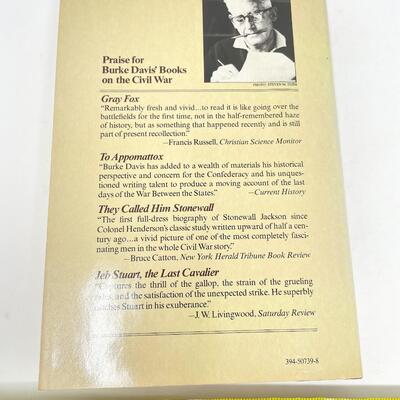 Praise for
Burke Davis' Books
on the Civil War
Gray Fox
"Remarkably fresh and vivid...to read it is like going over the
battlefields for the first time, not in the half-remembered haze
of history, but as something that happened recently and is still
part of present recollection."
—Francis Russell, Christian Science Monitor
To Appomattox
"Burke Davis has added to a wealth of materials his historical
perspective and concern for the Confederacy and his unques-
tioned writing talent to produce a moving account of the last
days of the War Between the States."
—Current History
They Called Him Stonewall
"The first full-dress biography of Stonewall Jackson since
Colonel Henderson's classic study written upward of half a cent-
ury ago...a vivid picture of one of the most completely fasci-
nating men in the whole Civil War story."
—Bruce Catton, New York Herald Tribune Book Review
Jeb Stuart, the Last Cavalier
the thrill of the gallop, the strain of the grueling
and the satisfaction of the unexpected strike. He superbly
Stuart in his exuberance."
—J. W. Livingwood, Saturday Review
394-50739-8